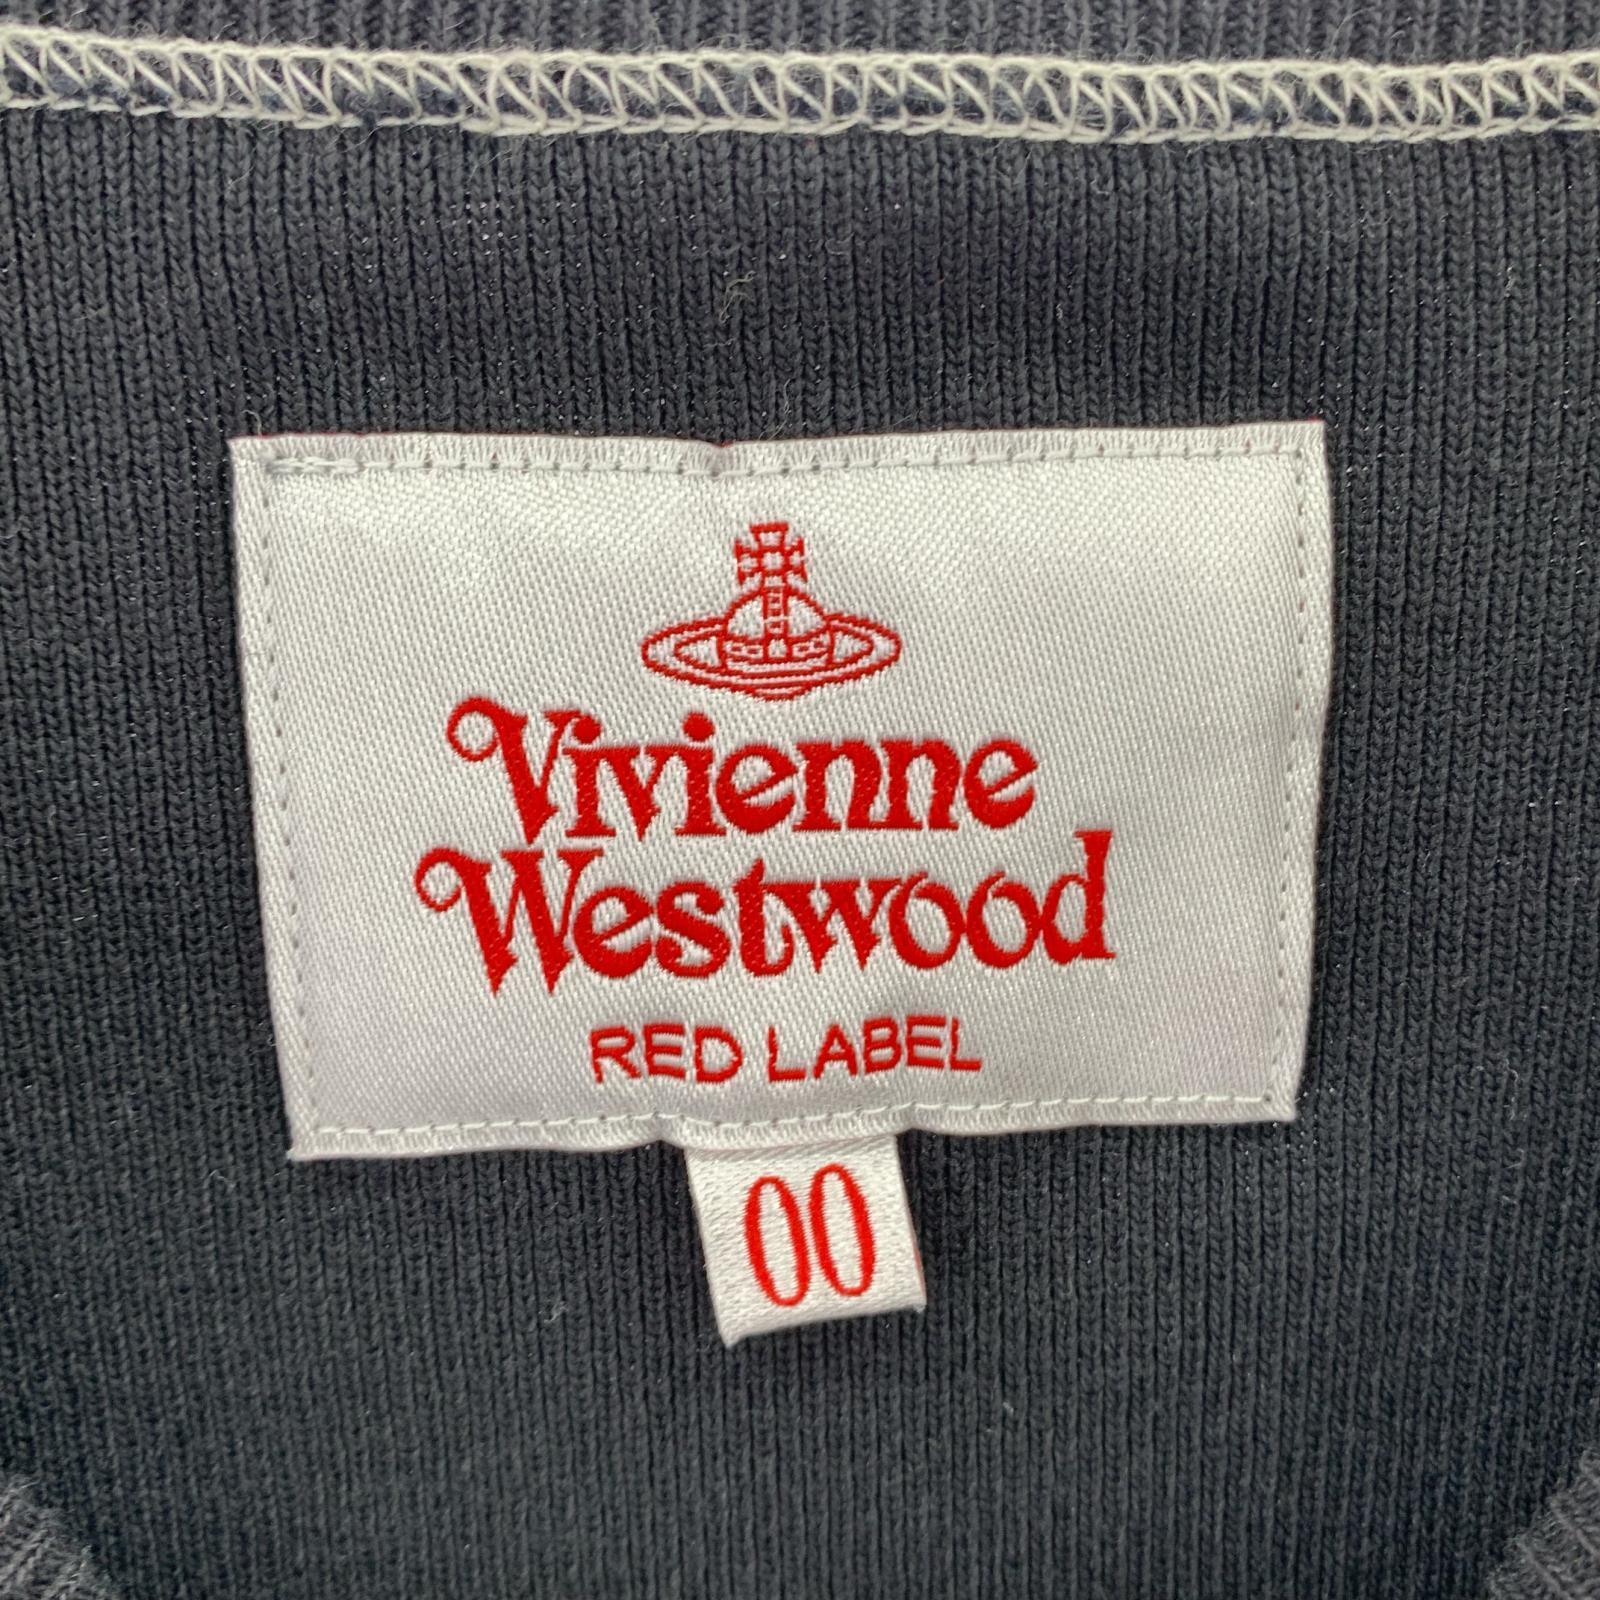 Vivienne
Westwood
RED LABEL
00